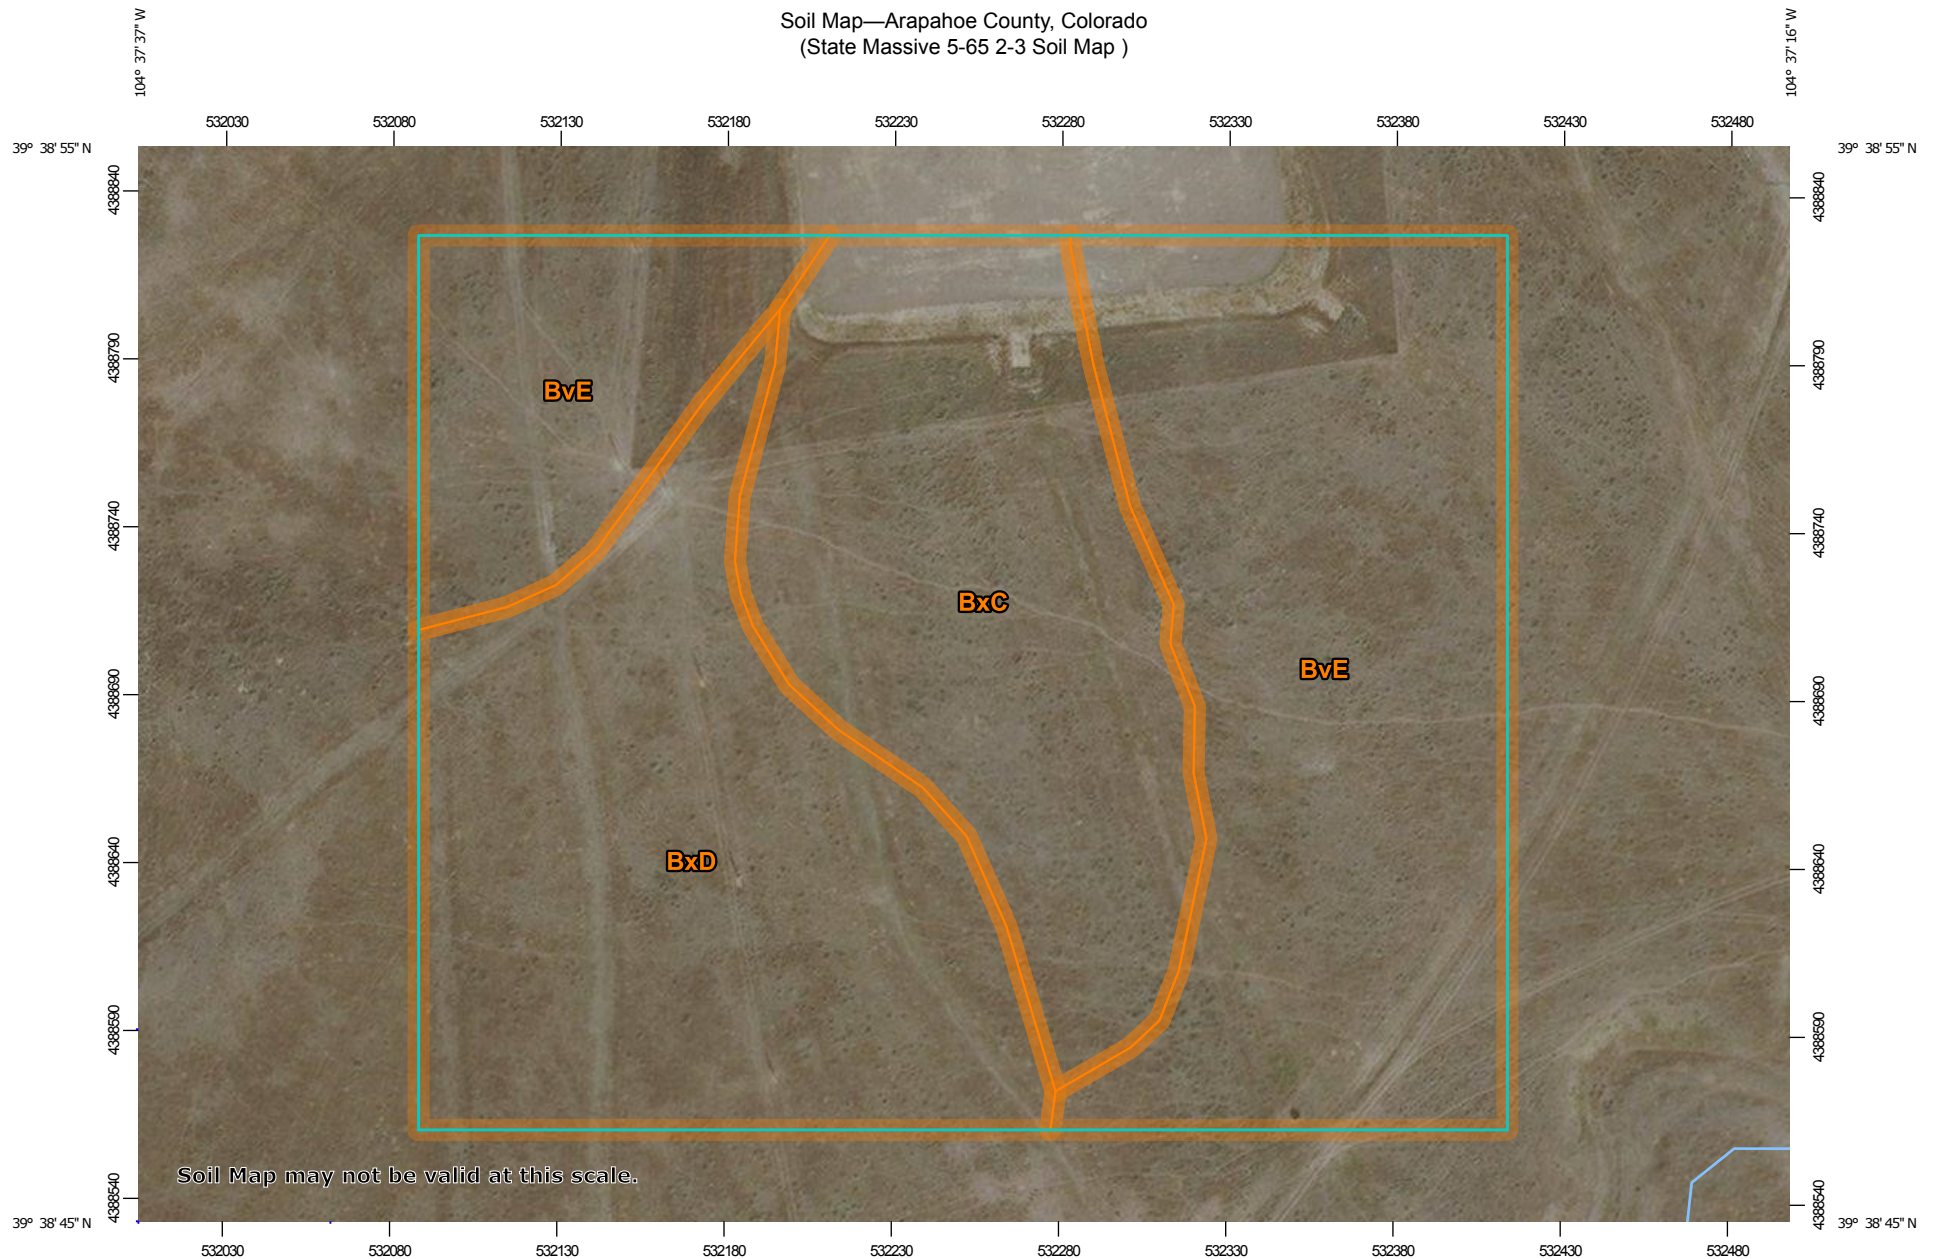 Soil Map—Arapahoe County, Colorado
(State Massive 5-65 2-3 Soil Map )
104° 37' 37'' W
104° 37' 16'' W
532030 532080 532130 532180 532230 532280 532330 532380 532430 532480
39° 38' 55'' N
39° 38' 55'' N
4388840
4388840
4388790
4388790
BvE
4388740
4388740
BxC
BvE
4388690
4388690
4388640
4388640
BxD
4388590
4388590
Soil Map may not be valid at this scale.
4388540
4388540
39° 38' 45'' N
39° 38' 45'' N
532030 532080 532130 532180 532230 532280 532330 532380 532430 532480